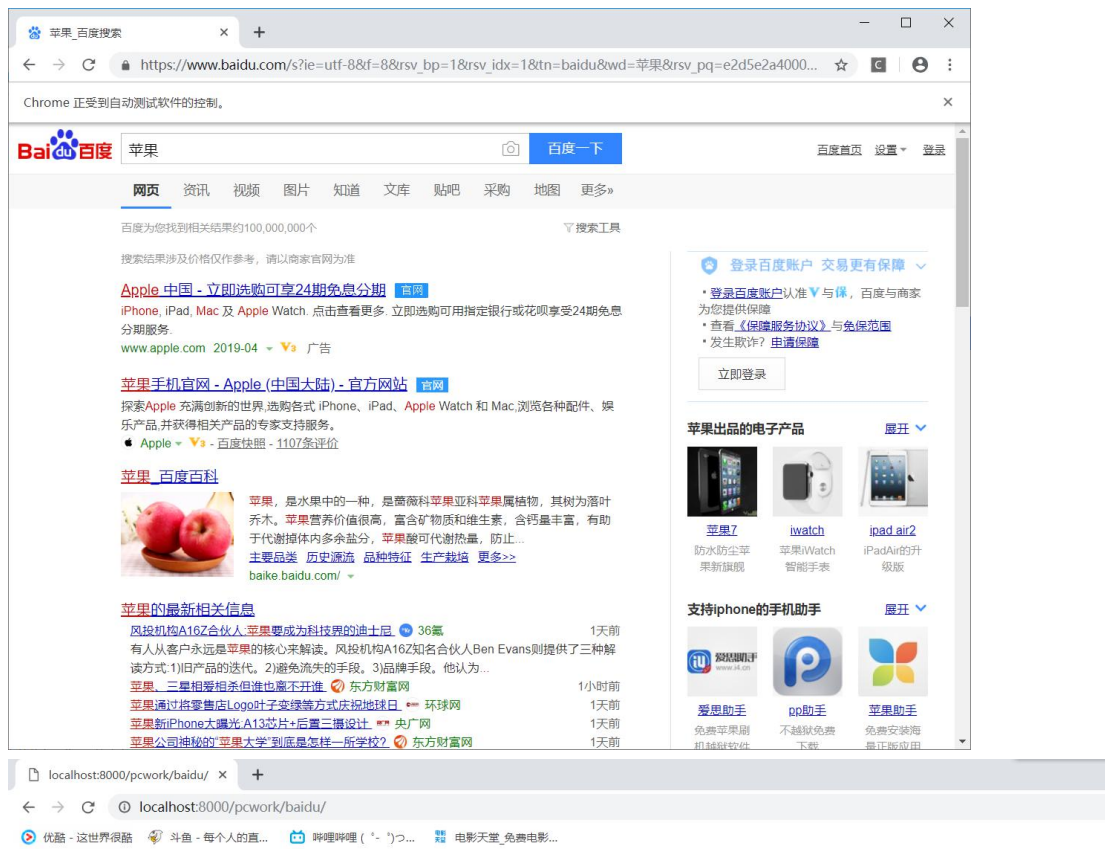 苹果_百度搜索
https://www.baidu.com/s?ie=utf-8&f=8&rsv_bp=1&rsv_idx=1&tn=baidu&wd=苹果&rsv_pq=e2d5e2a4000...
Chrome 正受到自动测试软件的控制。
Bai du 百度 苹果 百度一下 百度首页 设置 登录
网页 资讯 视频 图片 知道 文库 贴吧 采购 地图 更多»
百度为您找到相关结果约100,000,000个 搜索工具
搜索结果涉及价格仅作参考，请以商家官网为准
Apple 中国 - 立即选购可享24期免息分期 官网
iPhone, iPad, Mac 及 Apple Watch. 点击查看更多. 立即选购可用指定银行或花呗享受24期免息
分期服务.
www.apple.com 2019-04 V3 广告
苹果手机官网 - Apple (中国大陆) - 官方网站 官网
探索Apple 充满创新的世界,选购各式 iPhone、iPad、Apple Watch 和 Mac,浏览各种配件、娱
乐产品,并获得相关产品的专家支持服务。
Apple V3 - 百度快照 - 1107条评价
苹果_百度百科
苹果，是水果中的一种，是蔷薇科苹果亚科苹果属植物，其树为落叶
乔木。苹果营养价值很高，富含矿物质和维生素，含钙量丰富，有助
于代谢掉体内多余盐分，苹果酸可代谢热量，防止...
主要品类 历史源流 品种特征 生产栽培 更多>>
baike.baidu.com/
苹果的最新相关信息
风投机构A16Z合伙人:苹果要成为科技界的迪士尼 36氪 1天前
有人从客户永远是苹果的核心来解读。风投机构A16Z知名合伙人Ben Evans则提供了三种解
读方式:1)旧产品的迭代。2)避免流失的手段。3)品牌手段。他认为...
苹果、三星相爱相杀但谁也离不开谁 东方财富网 1小时前
苹果通过将零售店Logo叶子变绿等方式庆祝地球日 环球网 1天前
苹果新iPhone大曝光:A13芯片+后置三摄设计 央广网 1天前
苹果公司神秘的“苹果大学”到底是怎样一所学校? 东方财富网 1天前
登录百度账户 交易更有保障
登录百度账户认准V与保，百度与商家
为您提供保障
查看《保障服务协议》与免保范围
发生欺诈？申请保障
立即登录
苹果出品的电子产品 展开
苹果7 iwatch ipad air2
防水防尘苹 苹果iWatch iPadAir的升
果新旗舰 智能手表 级版
支持iphone的手机助手 展开
爱思助手
www.i4.cn
爱思助手 pp助手 苹果助手
免费苹果刷 不越狱免费 免费安装海
机越狱软件 下载 量正版应用
localhost:8000/pcwork/baidu/
localhost:8000/pcwork/baidu/
优酷 - 这世界很酷 斗鱼 - 每个人的直... 哔哩哔哩 ( ゜- ゜)つ... 电影天堂_免费电影...